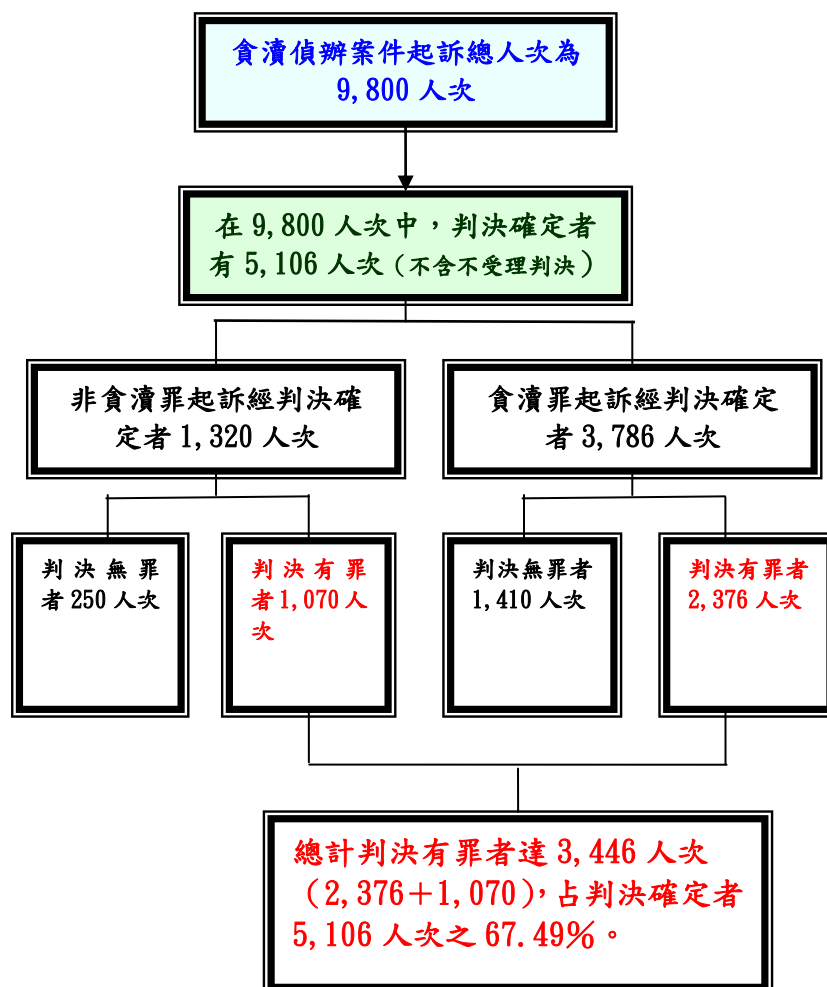 貪瀆偵辦案件起訴總人次為
9,800 人次
在 9,800 人次中，判決確定者
有 5,106 人次（不含不受理判決）
非貪瀆罪起訴經判決確
定者 1,320 人次
貪瀆罪起訴經判決確定
者 3,786 人次
判決無罪
者 250 人次
判決有罪
者 1,070 人
次
判決無罪者
1,410 人次
判決有罪者
2,376 人次
總計判決有罪者達 3,446 人次
（2,376＋1,070），占判決確定者
5,106 人次之 67.49％。